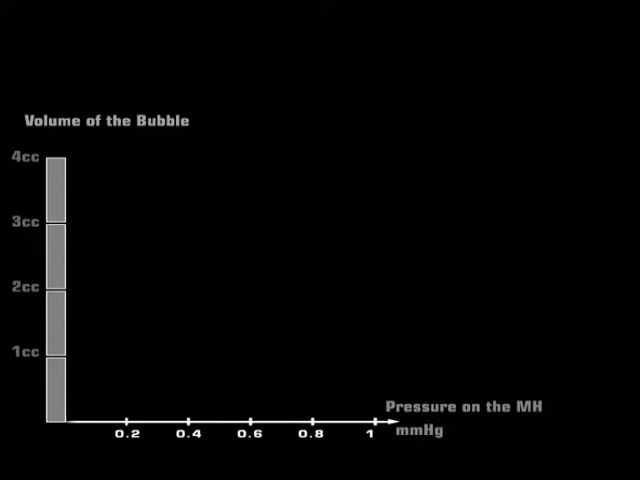 Volume of the Bubble
4cc
3cc
2cc
1cc
Pressure on the MH
mmHg
0.2 0.4 0.6 0.8 1